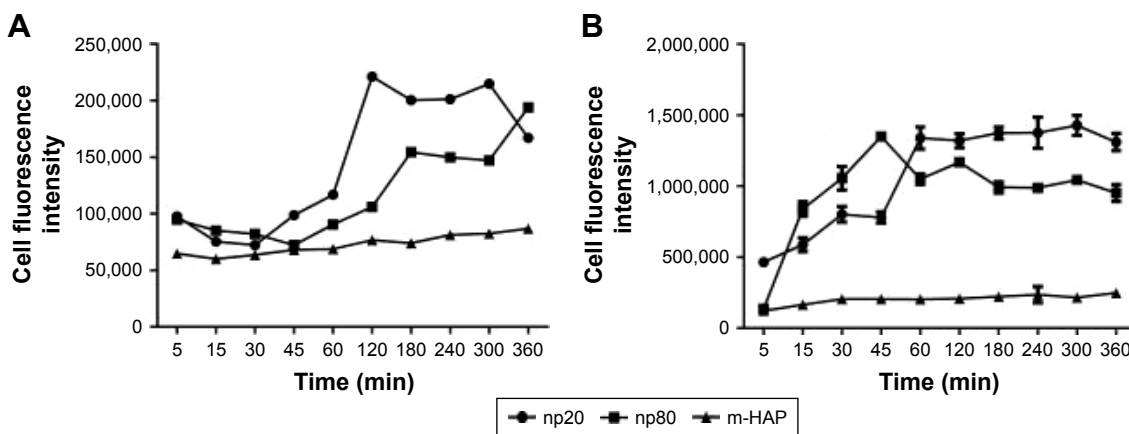 A
Cell fluorescence
intensity
250,000
200,000
150,000
100,000
50,000
0
5 15 30 45 60 120 180 240 300 360
Time (min)
B
Cell fluorescence
intensity
2,000,000
1,500,000
1,000,000
500,000
0
5 15 30 45 60 120 180 240 300 360
Time (min)
np20 np80 m-HAP